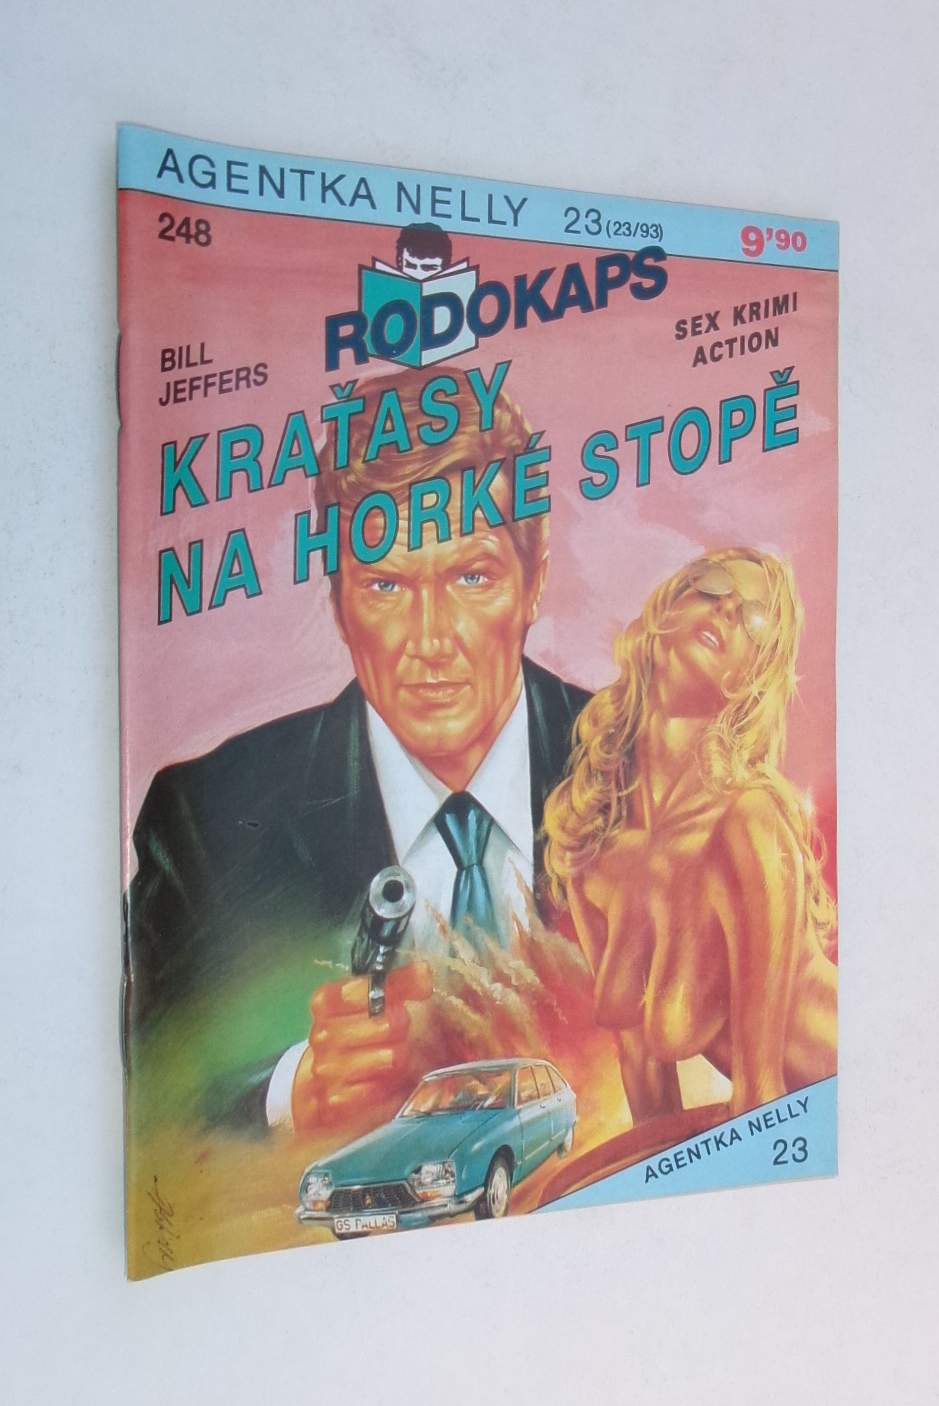 AGENTKA NELLY 23 (23/93) 9'90
248
RODOKAPS
SEX KRIMI
ACTION
BILL
JEFFERS
KRAŤASY
NA HORKÉ STOPĚ
GS PALLAS
AGENTKA NELLY
23